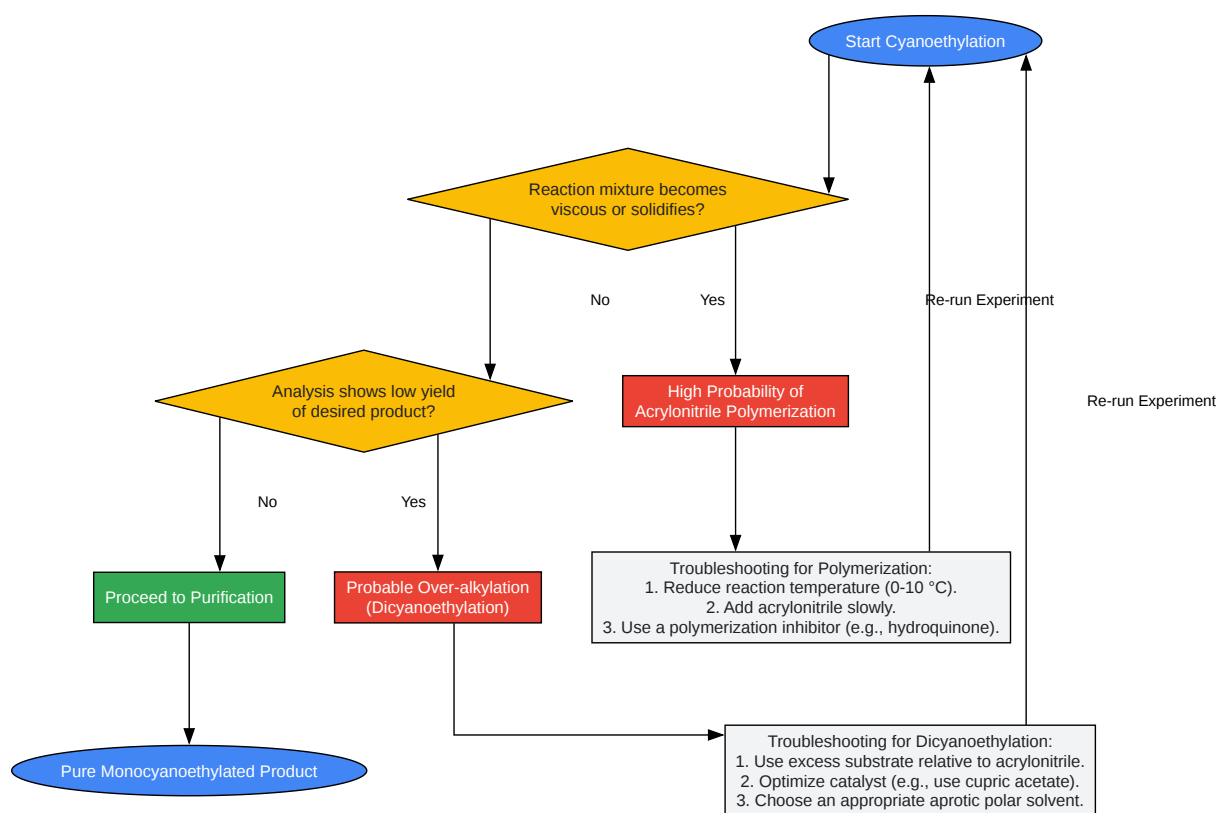 Start Cyanoethylation
Reaction mixture becomes
viscous or solidifies?
No
Yes
Re-run Experiment
Analysis shows low yield
of desired product?
High Probability of
Acrylonitrile Polymerization
Re-run Experiment
No
Yes
Proceed to Purification
Probable Over-alkylation
(Dicyanoethylation)
Troubleshooting for Polymerization:
1. Reduce reaction temperature (0-10 °C).
2. Add acrylonitrile slowly.
3. Use a polymerization inhibitor (e.g., hydroquinone).
Pure Monocyanoethylated Product
Troubleshooting for Dicyanoethylation:
1. Use excess substrate relative to acrylonitrile.
2. Optimize catalyst (e.g., use cupric acetate).
3. Choose an appropriate aprotic polar solvent.